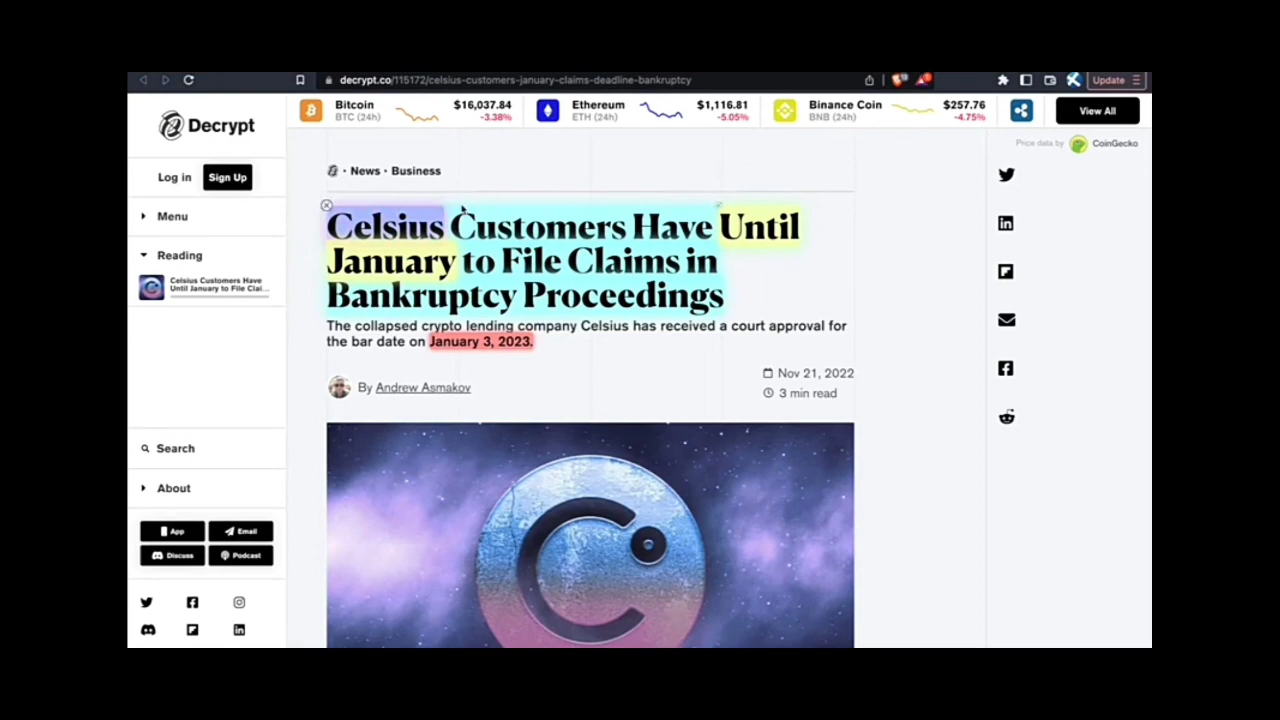 decrypt.co/115172/celsius-customers-january-claims-deadline-bankruptcy
Update
Decrypt
Bitcoin
BTC (24h)
$16,037.84
-3.38%
Ethereum
ETH (24h)
$1,116.81
-5.05%
Binance Coin
BNB (24h)
$257.76
-4.75%
View All
Price data by CoinGecko
Log in
Sign Up
Menu
Reading
Celsius Customers Have
Until January to File Clai...
Search
About
App
Email
Discuss
Podcast
· News · Business
Celsius Customers Have Until
January to File Claims in
Bankruptcy Proceedings
The collapsed crypto lending company Celsius has received a court approval for
the bar date on January 3, 2023.
By Andrew Asmakov
Nov 21, 2022
3 min read